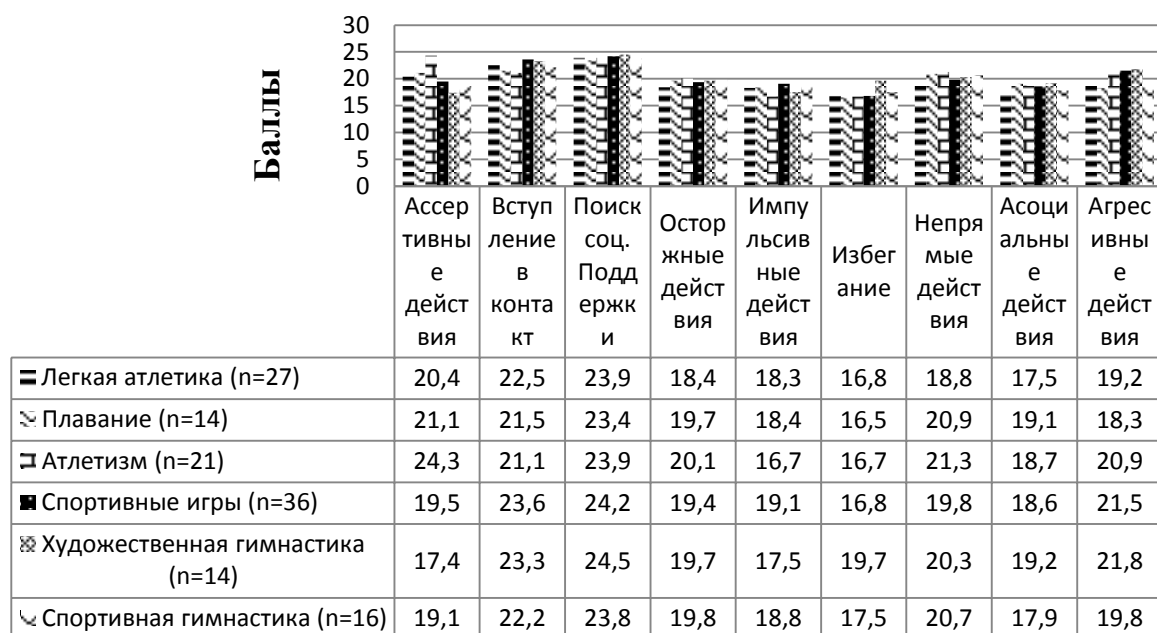 Баллы
30
25
20
15
10
5
0
Ассер
тивны
е
дейст
вия
Вступ
ление
в
конта
кт
Поиск
соц.
Подд
ержк
и
Остор
жные
дейст
вия
Импу
льсив
ные
дейст
вия
Избег
ание
Непря
мые
дейст
вия
Асоци
альны
е
дейст
вия
Агрес
ивны
е
дейст
вия
Легкая атлетика (n=27) 20,4 22,5 23,9 18,4 18,3 16,8 18,8 17,5 19,2
Плавание (n=14) 21,1 21,5 23,4 19,7 18,4 16,5 20,9 19,1 18,3
Атлетизм (n=21) 24,3 21,1 23,9 20,1 16,7 16,7 21,3 18,7 20,9
Спортивные игры (n=36) 19,5 23,6 24,2 19,4 19,1 16,8 19,8 18,6 21,5
Художественная гимнастика
(n=14) 17,4 23,3 24,5 19,7 17,5 19,7 20,3 19,2 21,8
Спортивная гимнастика (n=16) 19,1 22,2 23,8 19,8 18,8 17,5 20,7 17,9 19,8